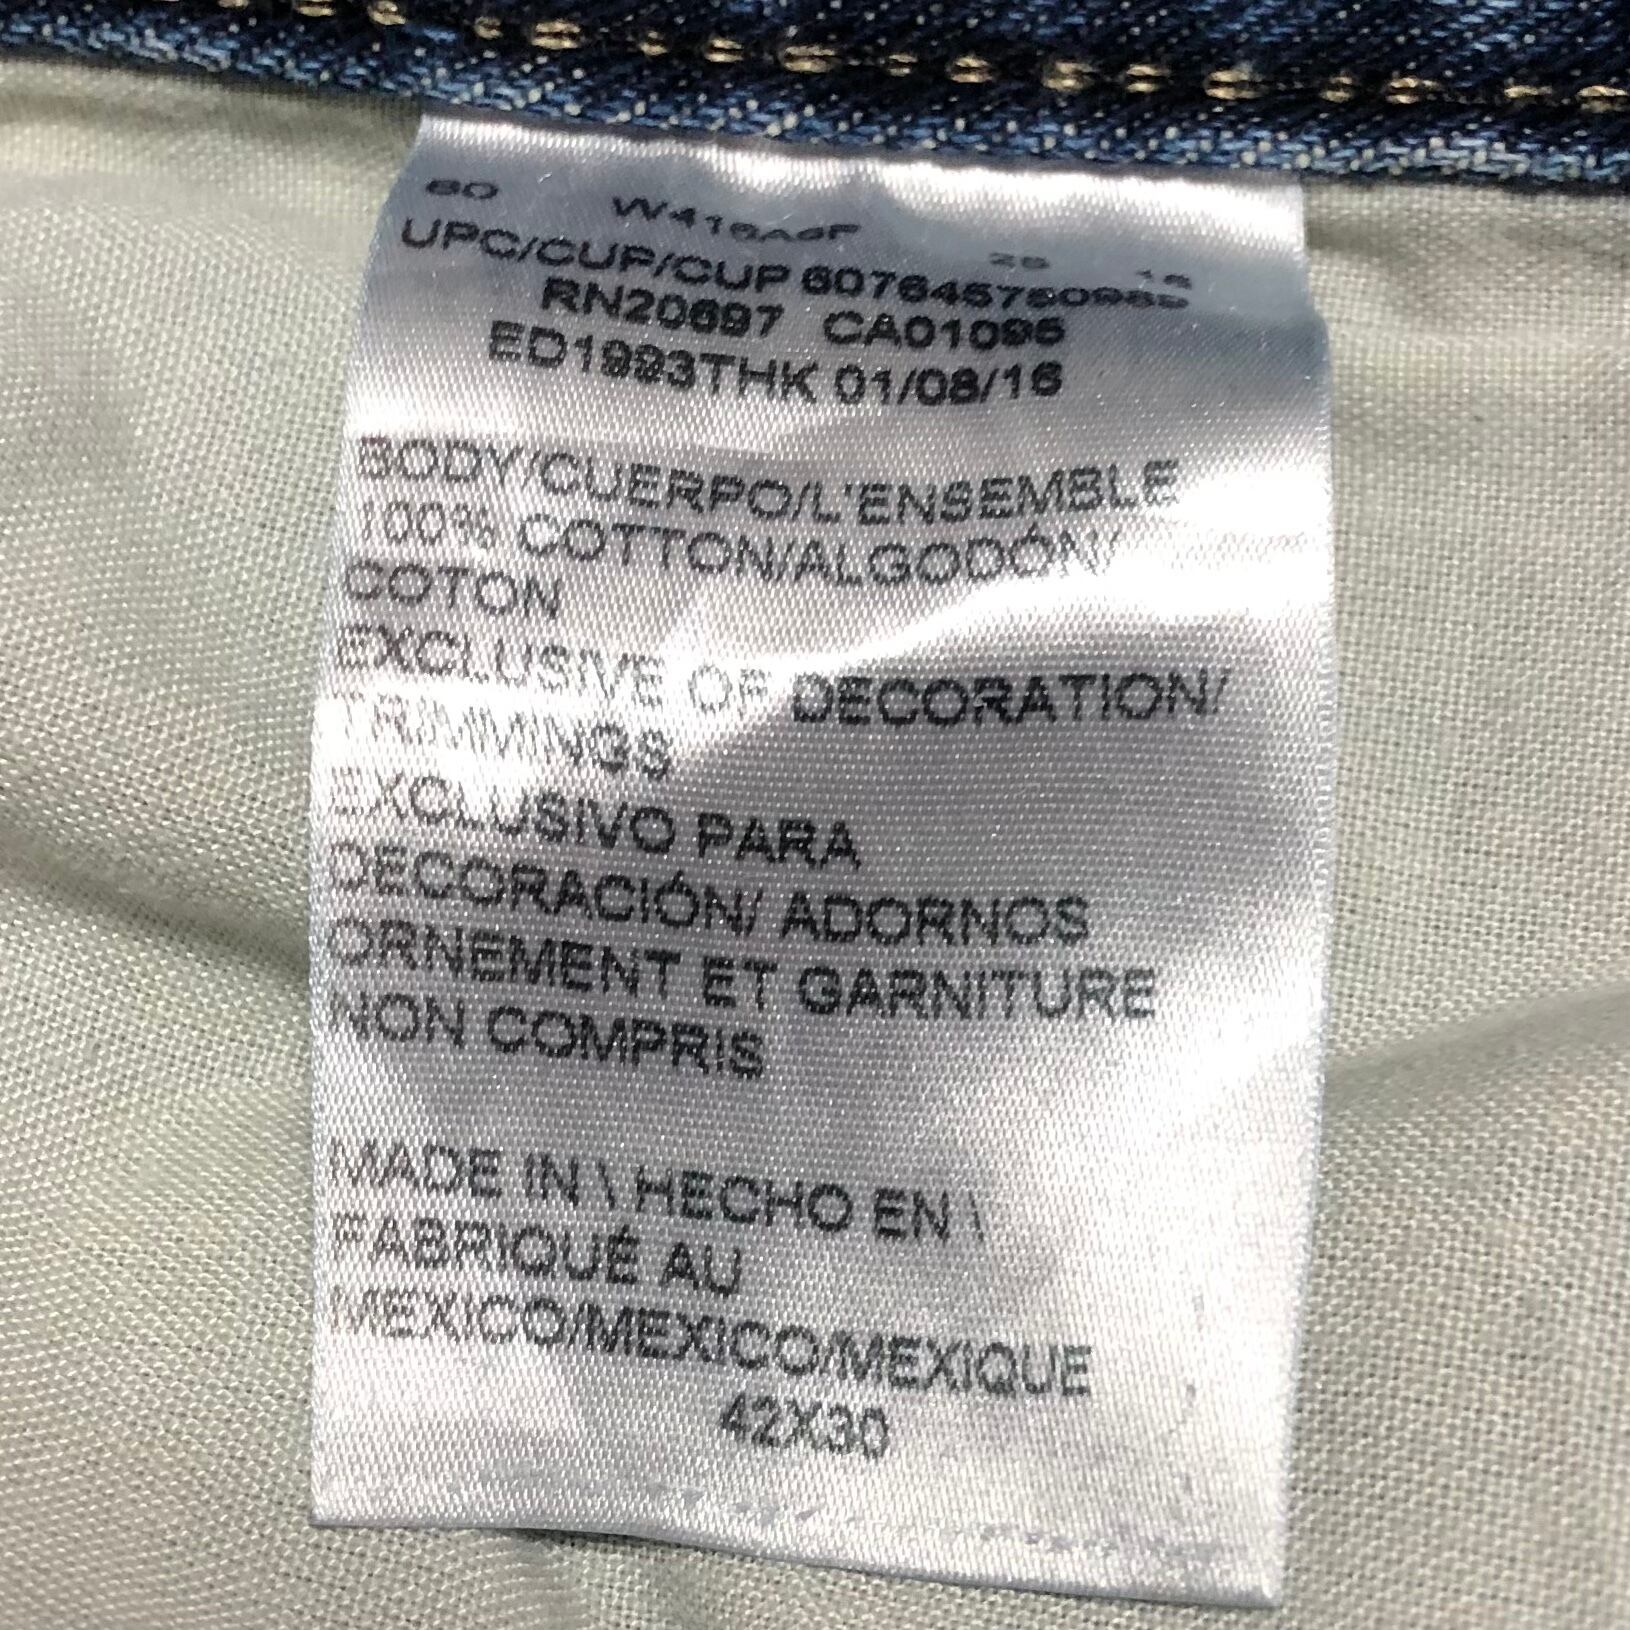 60
UPC/CUP/CUP
RN20697 CA01095
ED1993THK 01/08/16
BODY/CUERPO/L'ENSEMBLE
100% COTTON/ALGODÓN/
COTON
EXCLUSIVE OF DECORATION/
TRIMMINGS
EXCLUSIVO PARA
DECORACIÓN/ ADORNOS
ORNEMENT ET GARNITURE
NON COMPRIS
MADE IN \ HECHO EN \
FABRIQUÉ AU
MEXICO/MEXICO/MEXIQUE
42X30